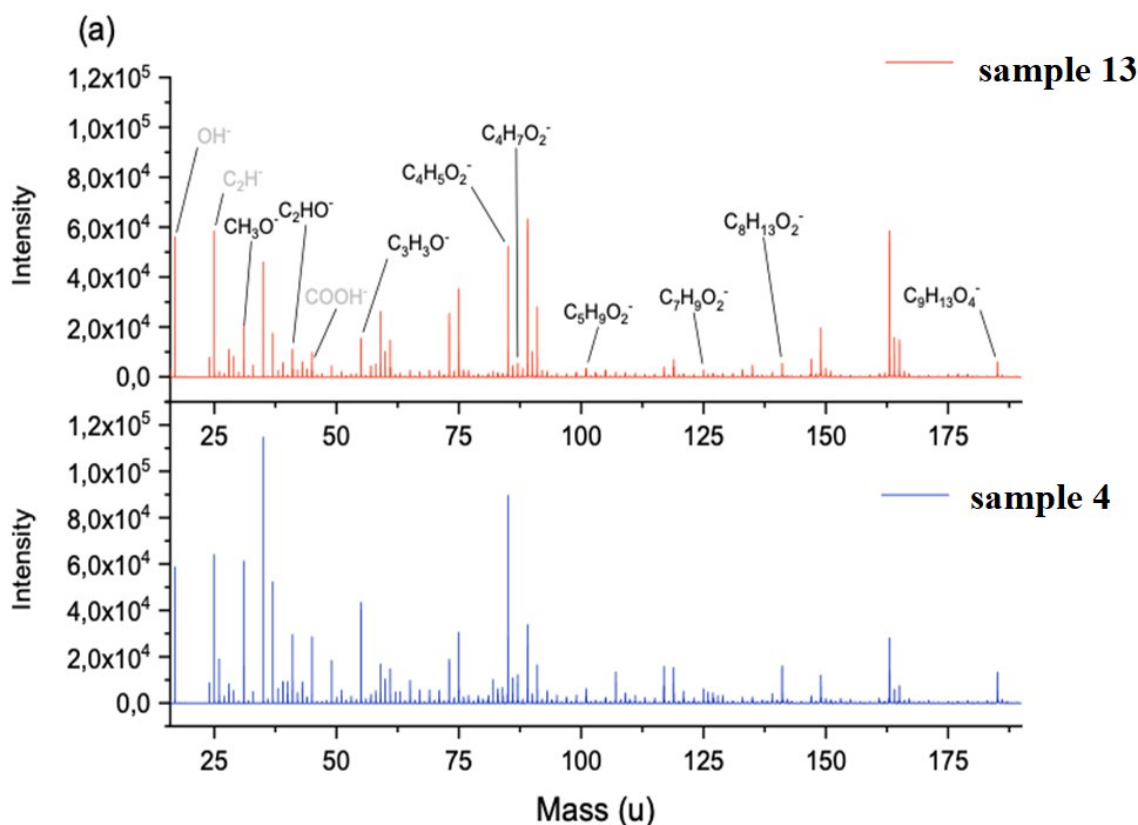 (a)
sample 13
1,2x10⁵
1,0x10⁵
8,0x10⁴
6,0x10⁴
4,0x10⁴
2,0x10⁴
0,0
Intensity
OH⁻
C₂H⁻
CH₃O⁻
C₂HO⁻
COOH⁻
C₃H₃O⁻
C₄H₅O₂⁻
C₄H₇O₂⁻
C₅H₉O₂⁻
C₇H₉O₂⁻
C₈H₁₃O₂⁻
C₉H₁₃O₄⁻
25 50 75 100 125 150 175
sample 4
1,2x10⁵
1,0x10⁵
8,0x10⁴
6,0x10⁴
4,0x10⁴
2,0x10⁴
0,0
Intensity
25 50 75 100 125 150 175
Mass (u)